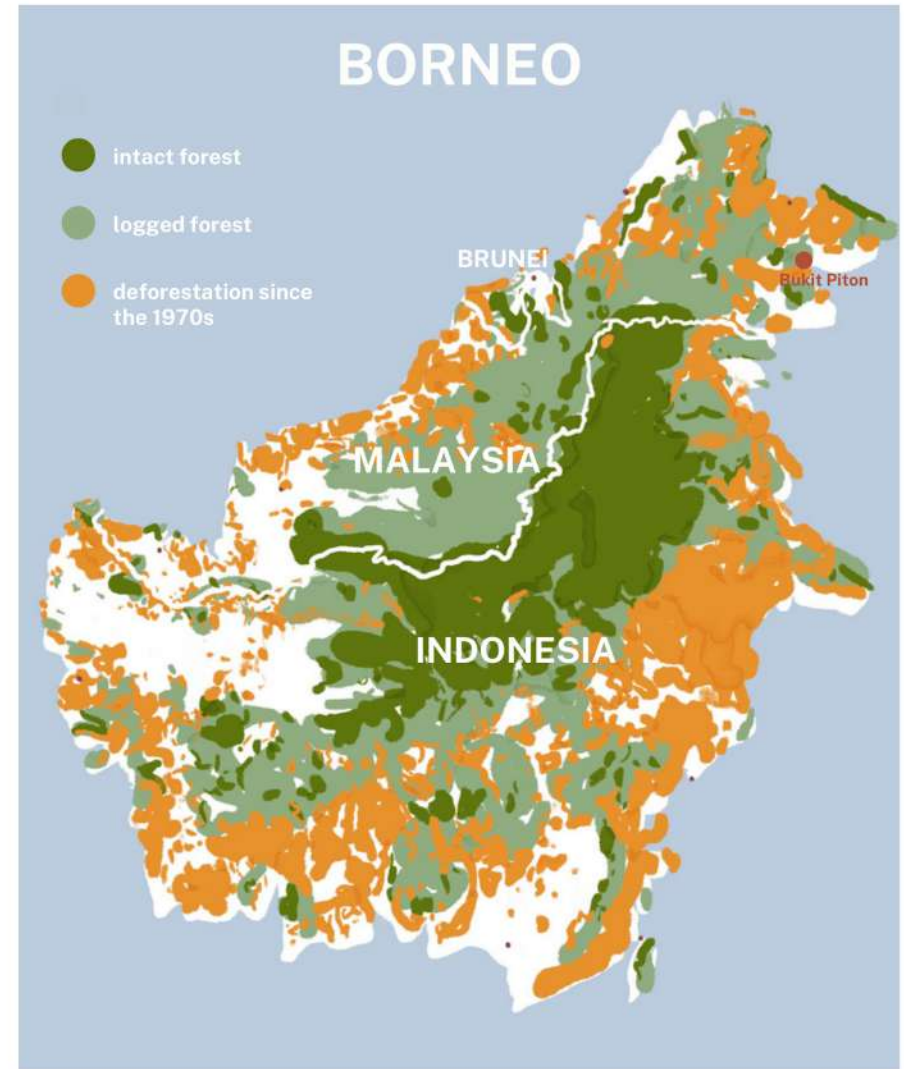 BORNEO
intact forest
logged forest
deforestation since
the 1970s
BRUNEI
Bukit Piton
MALAYSIA
INDONESIA